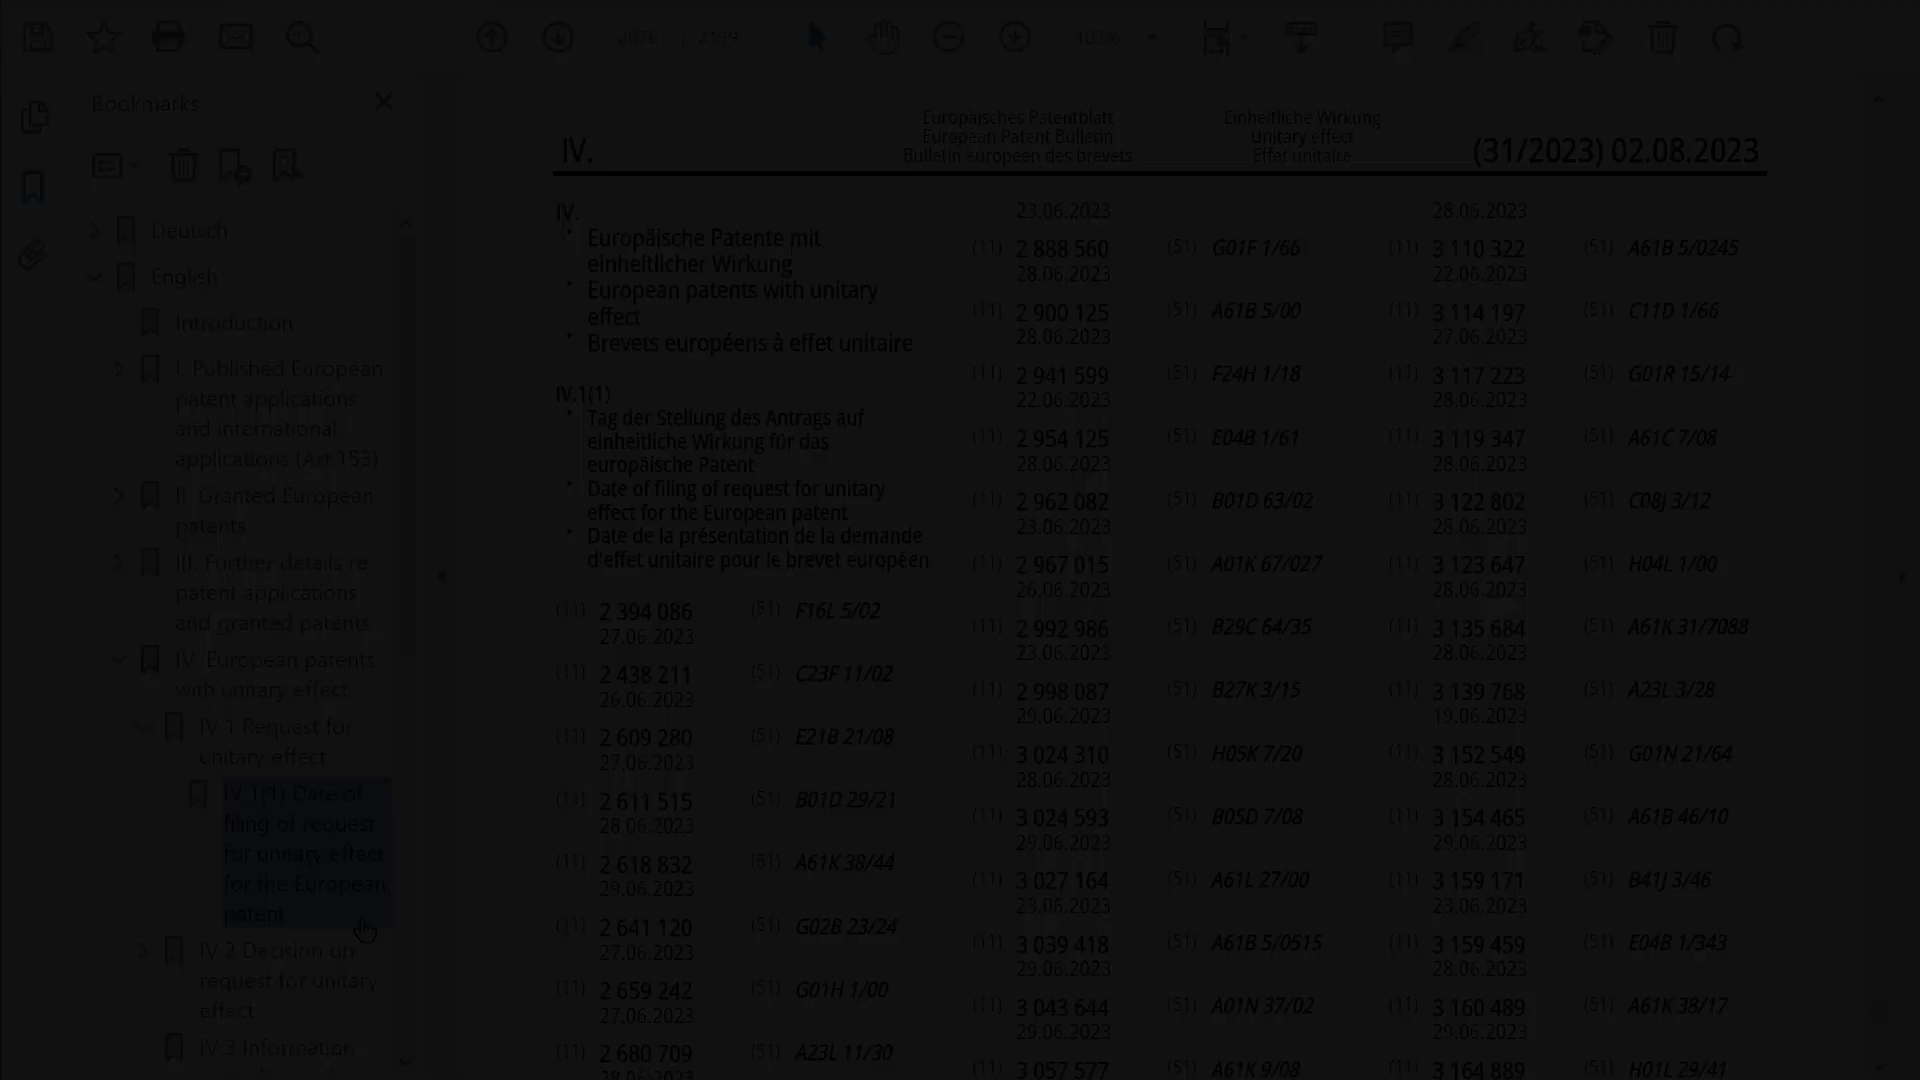 2159
103%
Bookmarks
Deutsch
English
Introduction
I. Published European
patent applications
and international
applications (Art.153)
II. Granted European
patents
III. Further details re
patent applications
and granted patents
IV. European patents
with unitary effect
IV.1 Request for
unitary effect
IV.1(1) Date of
filing of request
for unitary effect
for the European
patent
IV.2 Decision on
request for unitary
effect
IV.3 Information
IV.
Europäisches Patentblatt
European Patent Bulletin
Bulletin européen des brevets
Einheitliche Wirkung
Unitary effect
Effet unitaire
(31/2023) 02.08.2023
IV.
• Europäische Patente mit
einheitlicher Wirkung
• European patents with unitary
effect
• Brevets européens à effet unitaire
IV.1(1)
• Tag der Stellung des Antrags auf
einheitliche Wirkung für das
europäische Patent
• Date of filing of request for unitary
effect for the European patent
• Date de la présentation de la demande
d'effet unitaire pour le brevet européen
(11) 2 394 086 (51) F16L 5/02
27.06.2023
(11) 2 438 211 (51) C23F 11/02
26.06.2023
(11) 2 609 280 (51) E21B 21/08
27.06.2023
(11) 2 611 515 (51) B01D 29/21
28.06.2023
(11) 2 618 832 (51) A61K 38/44
29.06.2023
(11) 2 641 120 (51) G02B 23/24
27.06.2023
(11) 2 659 242 (51) G01H 1/00
27.06.2023
(11) 2 680 709 (51) A23L 11/30
28.06.2023
23.06.2023
(11) 2 888 560 (51) G01F 1/66
28.06.2023
(11) 2 900 125 (51) A61B 5/00
28.06.2023
(11) 2 941 599 (51) F24H 1/18
22.06.2023
(11) 2 954 125 (51) E04B 1/61
28.06.2023
(11) 2 962 082 (51) B01D 63/02
23.06.2023
(11) 2 967 015 (51) A01K 67/027
26.06.2023
(11) 2 992 986 (51) B29C 64/35
23.06.2023
(11) 2 998 087 (51) B27K 3/15
29.06.2023
(11) 3 024 310 (51) H05K 7/20
28.06.2023
(11) 3 024 593 (51) B05D 7/08
29.06.2023
(11) 3 027 164 (51) A61L 27/00
23.06.2023
(11) 3 039 418 (51) A61B 5/0515
29.06.2023
(11) 3 043 644 (51) A01N 37/02
29.06.2023
(11) 3 057 577 (51) A61K 9/08
28.06.2023
(11) 3 110 322 (51) A61B 5/0245
22.06.2023
(11) 3 114 197 (51) C11D 1/66
27.06.2023
(11) 3 117 223 (51) G01R 15/14
28.06.2023
(11) 3 119 347 (51) A61C 7/08
28.06.2023
(11) 3 122 802 (51) C08J 3/12
28.06.2023
(11) 3 123 647 (51) H04L 1/00
28.06.2023
(11) 3 135 684 (51) A61K 31/7088
28.06.2023
(11) 3 139 768 (51) A23L 3/28
19.06.2023
(11) 3 152 549 (51) G01N 21/64
28.06.2023
(11) 3 154 465 (51) A61B 46/10
29.06.2023
(11) 3 159 171 (51) B41J 3/46
23.06.2023
(11) 3 159 459 (51) E04B 1/343
28.06.2023
(11) 3 160 489 (51) A61K 38/17
29.06.2023
(11) 3 164 889 (51) H01L 29/41